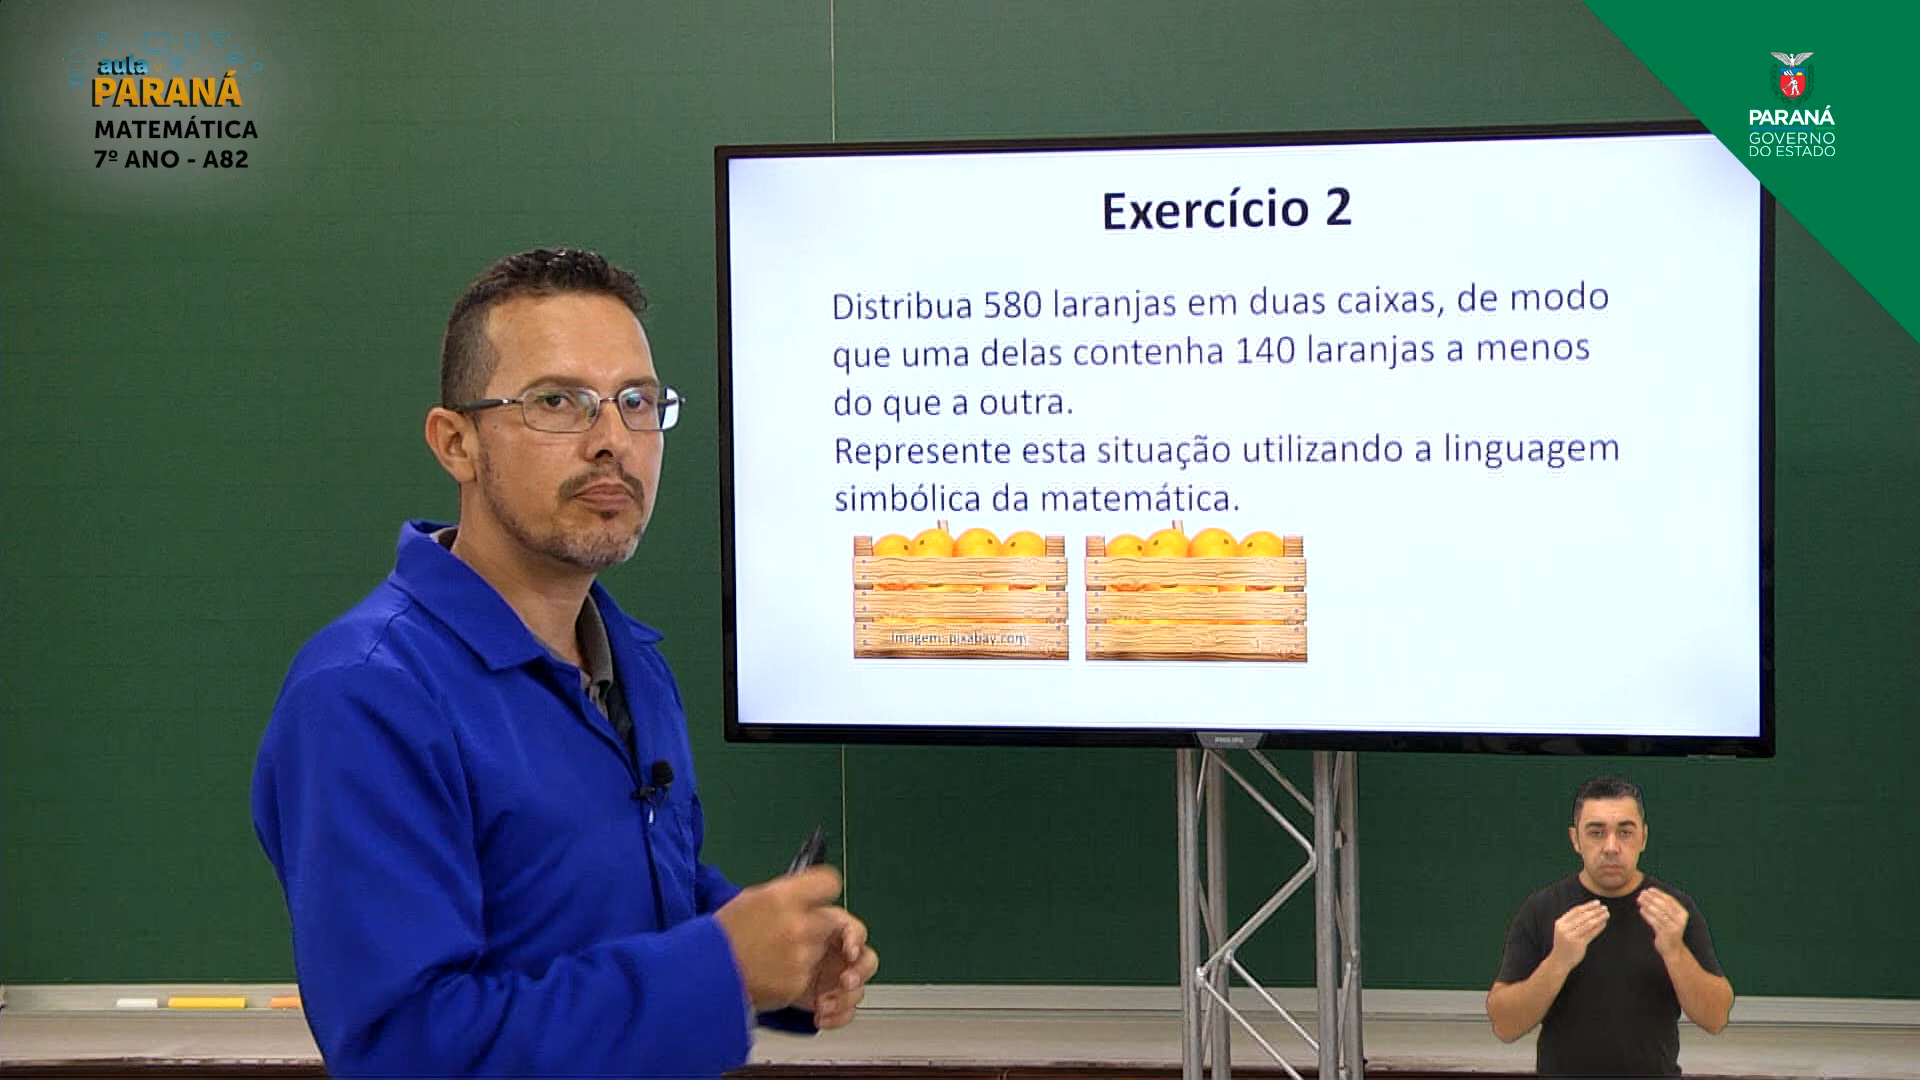 aula
PARANÁ
MATEMÁTICA
7º ANO - A82
PARANÁ
GOVERNO
DO ESTADO
Exercício 2
Distribua 580 laranjas em duas caixas, de modo
que uma delas contenha 140 laranjas a menos
do que a outra.
Represente esta situação utilizando a linguagem
simbólica da matemática.
Imagem: pixabay.com
PHILIPS